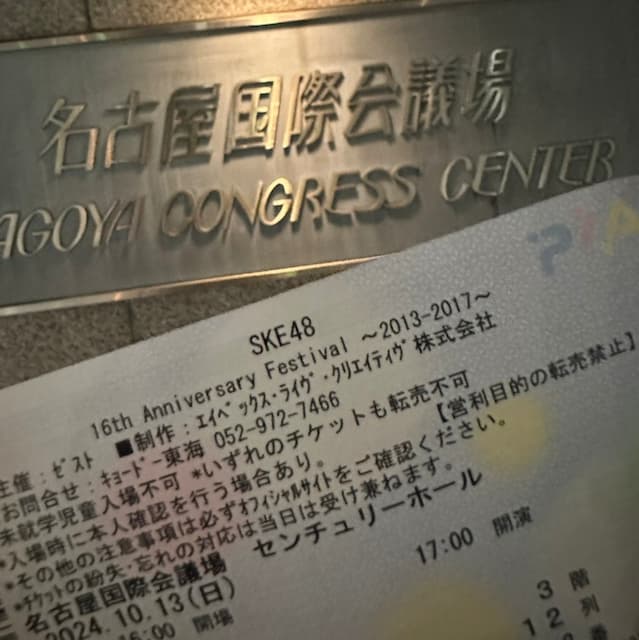 名古屋国際会議場
AGOYA CONGRESS CENTER
PIA
SKE48
16th Anniversary Festival ～2013-2017～
■制作：ｴｲﾍﾞｯｸｽ･ﾗｲｳﾞ･ｸﾘｴｲﾃｨｳﾞ株式会社
主催：ｾﾞｽﾄ
お問合せ：ｷｮｰﾄﾞｰ東海 052-972-7466
未就学児童入場不可 *いずれのチケットも転売不可
【営利目的の転売禁止】
*入場時に本人確認を行う場合あり。
*その他の注意事項は必ずｵﾌｨｼｬﾙｻｲﾄをご確認ください。
*ﾁｹｯﾄの紛失･忘れの対応は当日は受け兼ねます。
名古屋国際会議場 センチュリーホール
2024.10.13(日)
17:00 開演
16:00 開場
3 階
12 列